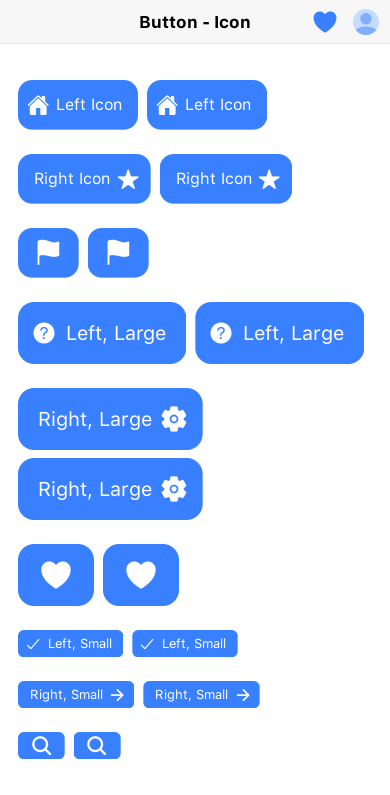 Button - Icon
Left Icon Left Icon
Right Icon Right Icon
? Left, Large ? Left, Large
Right, Large
Right, Large
Left, Small Left, Small
Right, Small Right, Small